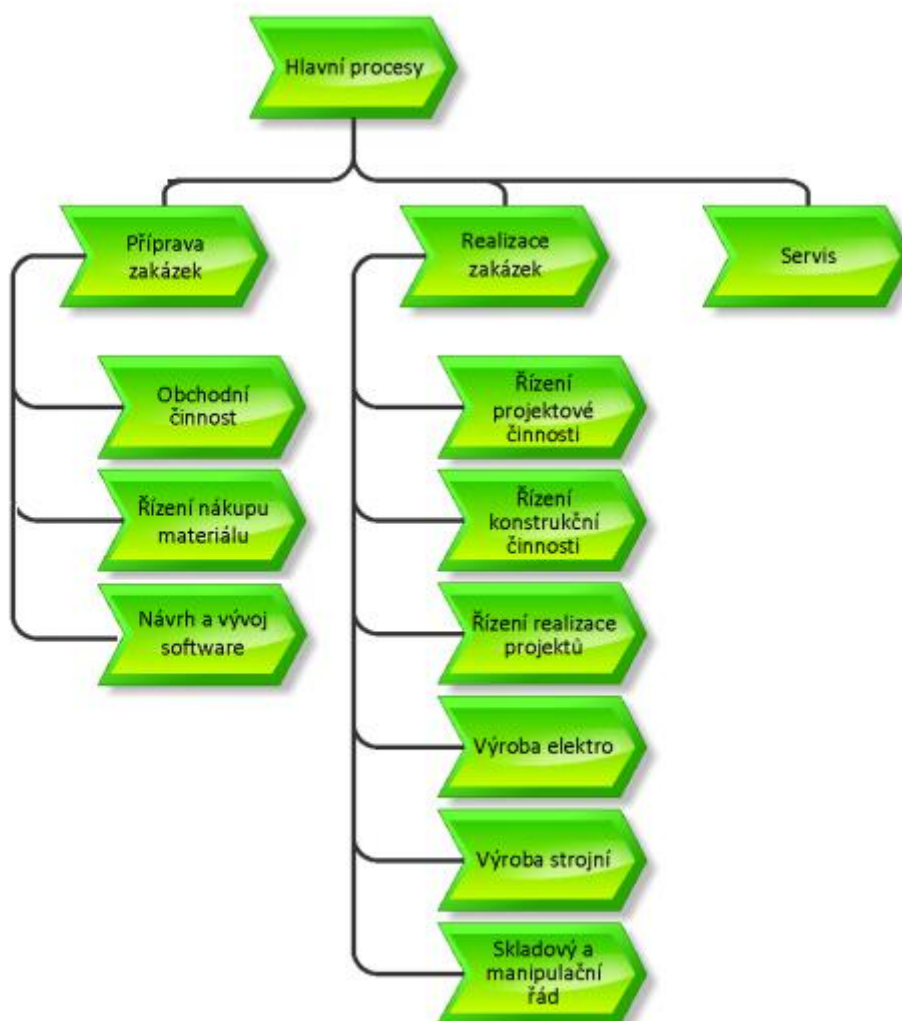 Hlavní procesy
Příprava
zakázek
Realizace
zakázek
Servis
Obchodní
činnost
Řízení nákupu
materiálu
Návrh a vývoj
software
Řízení
projektové
činnosti
Řízení
konstrukční
činnosti
Řízení realizace
projektů
Výroba elektro
Výroba strojní
Skladový a
manipulační
řád